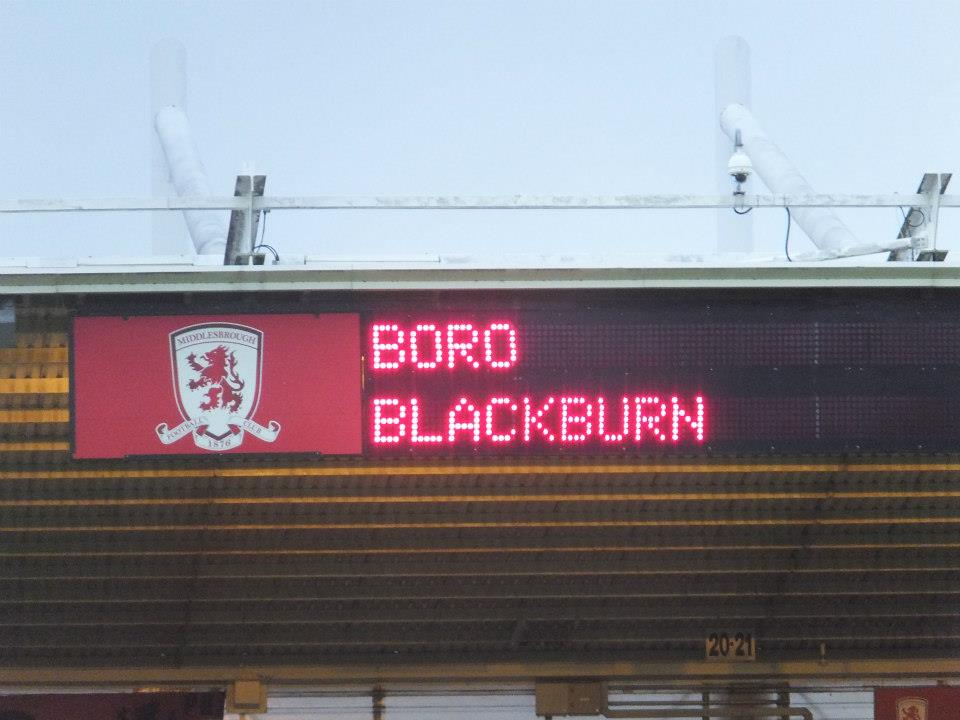 MIDDLESBROUGH
FOOTBALL CLUB
1876
BORO
BLACKBURN
20-21